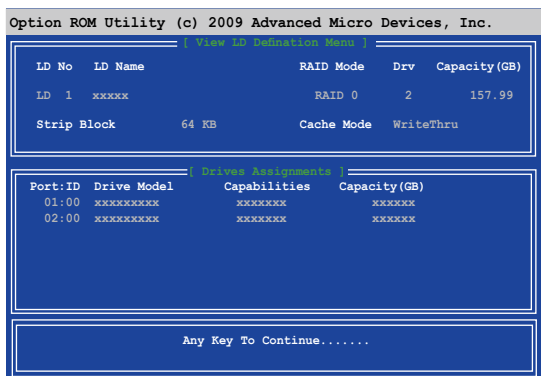 Option ROM Utility (c) 2009 Advanced Micro Devices, Inc.
[ View LD Defination Menu ]
LD No LD Name RAID Mode Drv Capacity(GB)
LD 1 xxxxx RAID 0 2 157.99
Strip Block 64 KB Cache Mode WriteThru
[ Drives Assignments ]
Port:ID Drive Model Capabilities Capacity(GB)
01:00 xxxxxxxxx xxxxxxx xxxxxx
02:00 xxxxxxxxx xxxxxxx xxxxxx
Any Key To Continue.......